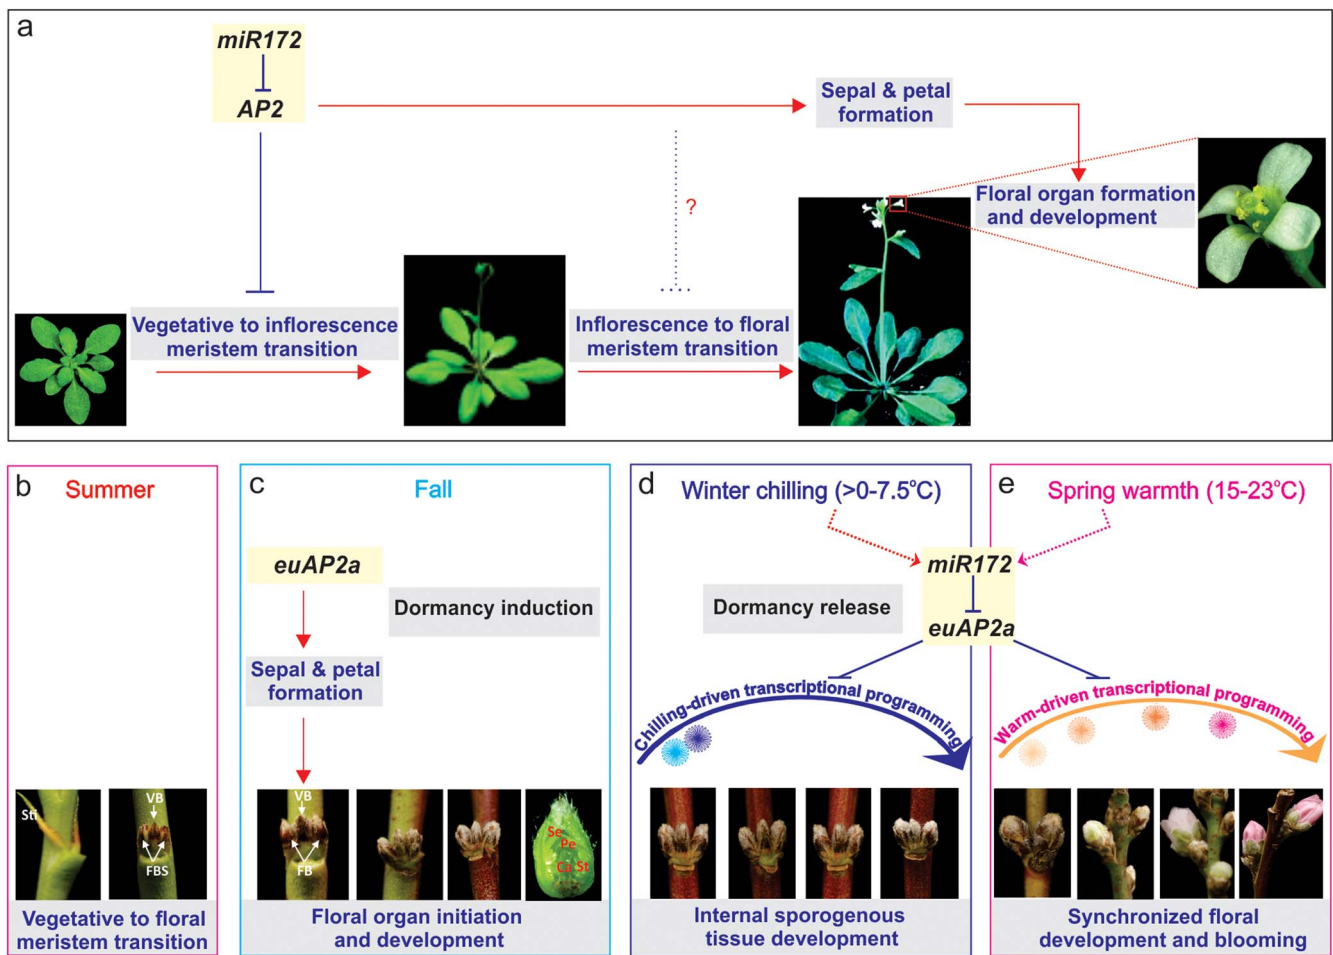 a
miR172
AP2
Sepal & petal
formation
?
Floral organ formation
and development
Vegetative to inflorescence
meristem transition
Inflorescence to floral
meristem transition
b
Summer
Sti
VB
FBS
Vegetative to floral
meristem transition
c
Fall
euAP2a
Dormancy induction
Sepal & petal
formation
VB
FB
Se
Pe
Ca St
Floral organ initiation
and development
d
Winter chilling (>0-7.5°C)
Dormancy release
miR172
euAP2a
Chilling-driven transcriptional programming
Internal sporogenous
tissue development
e
Spring warmth (15-23°C)
Warm-driven transcriptional programming
Synchronized floral
development and blooming